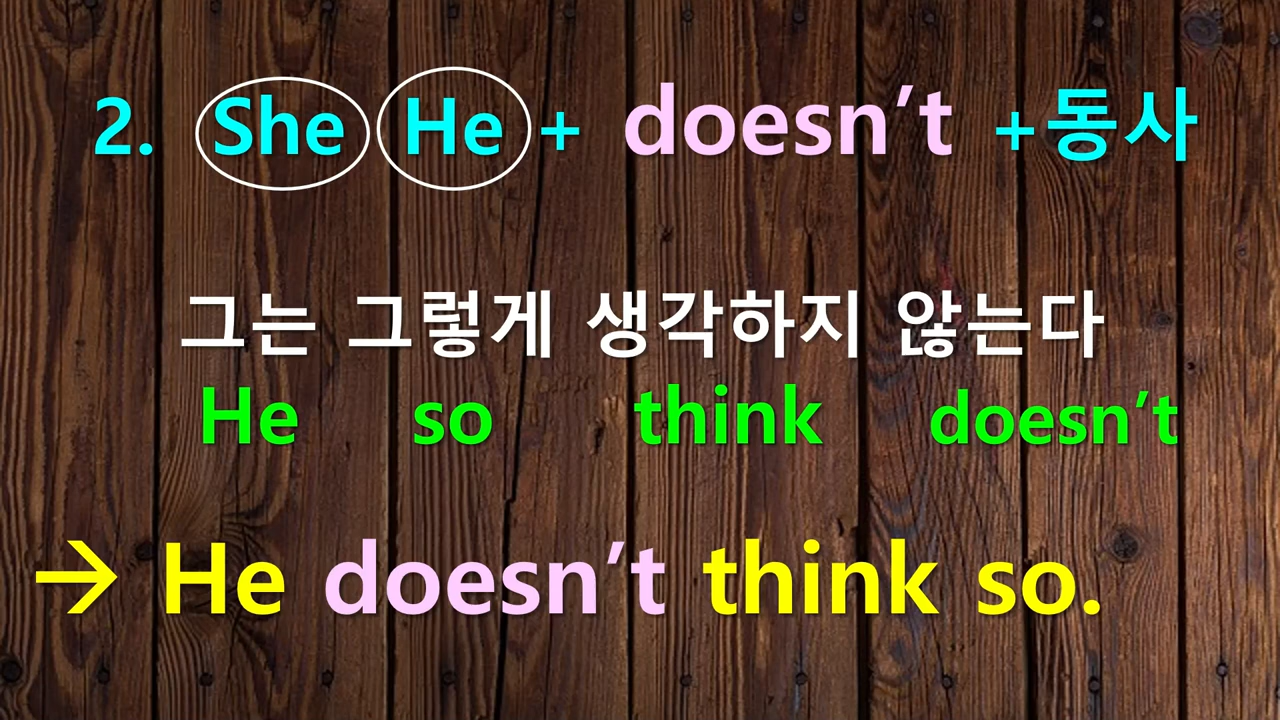 2. She He + doesn’t +동사
그는 그렇게 생각하지 않는다
He so think doesn’t
→ He doesn’t think so.